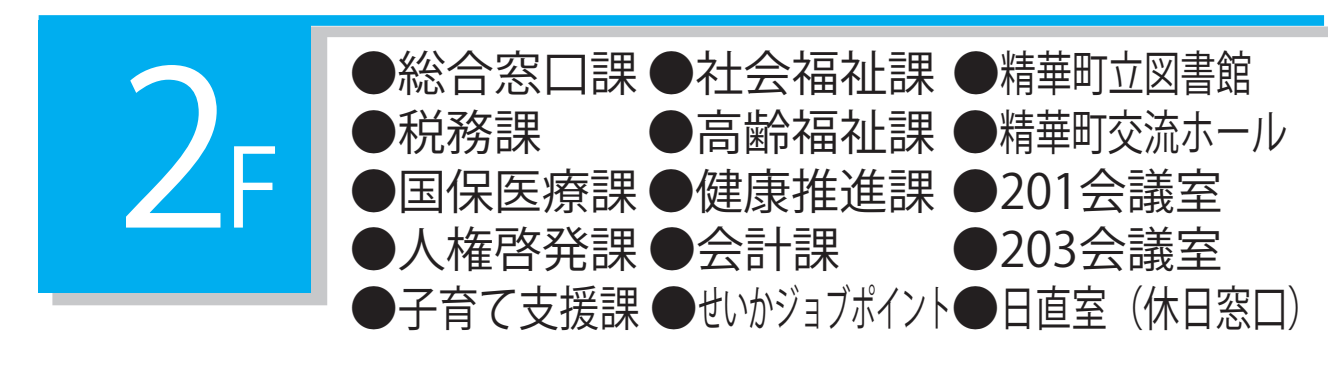 2F
●総合窓口課 ●社会福祉課 ●精華町立図書館
●税務課 ●高齢福祉課 ●精華町交流ホール
●国保医療課 ●健康推進課 ●201会議室
●人権啓発課 ●会計課 ●203会議室
●子育て支援課 ●せいかジョブポイント ●日直室（休日窓口）